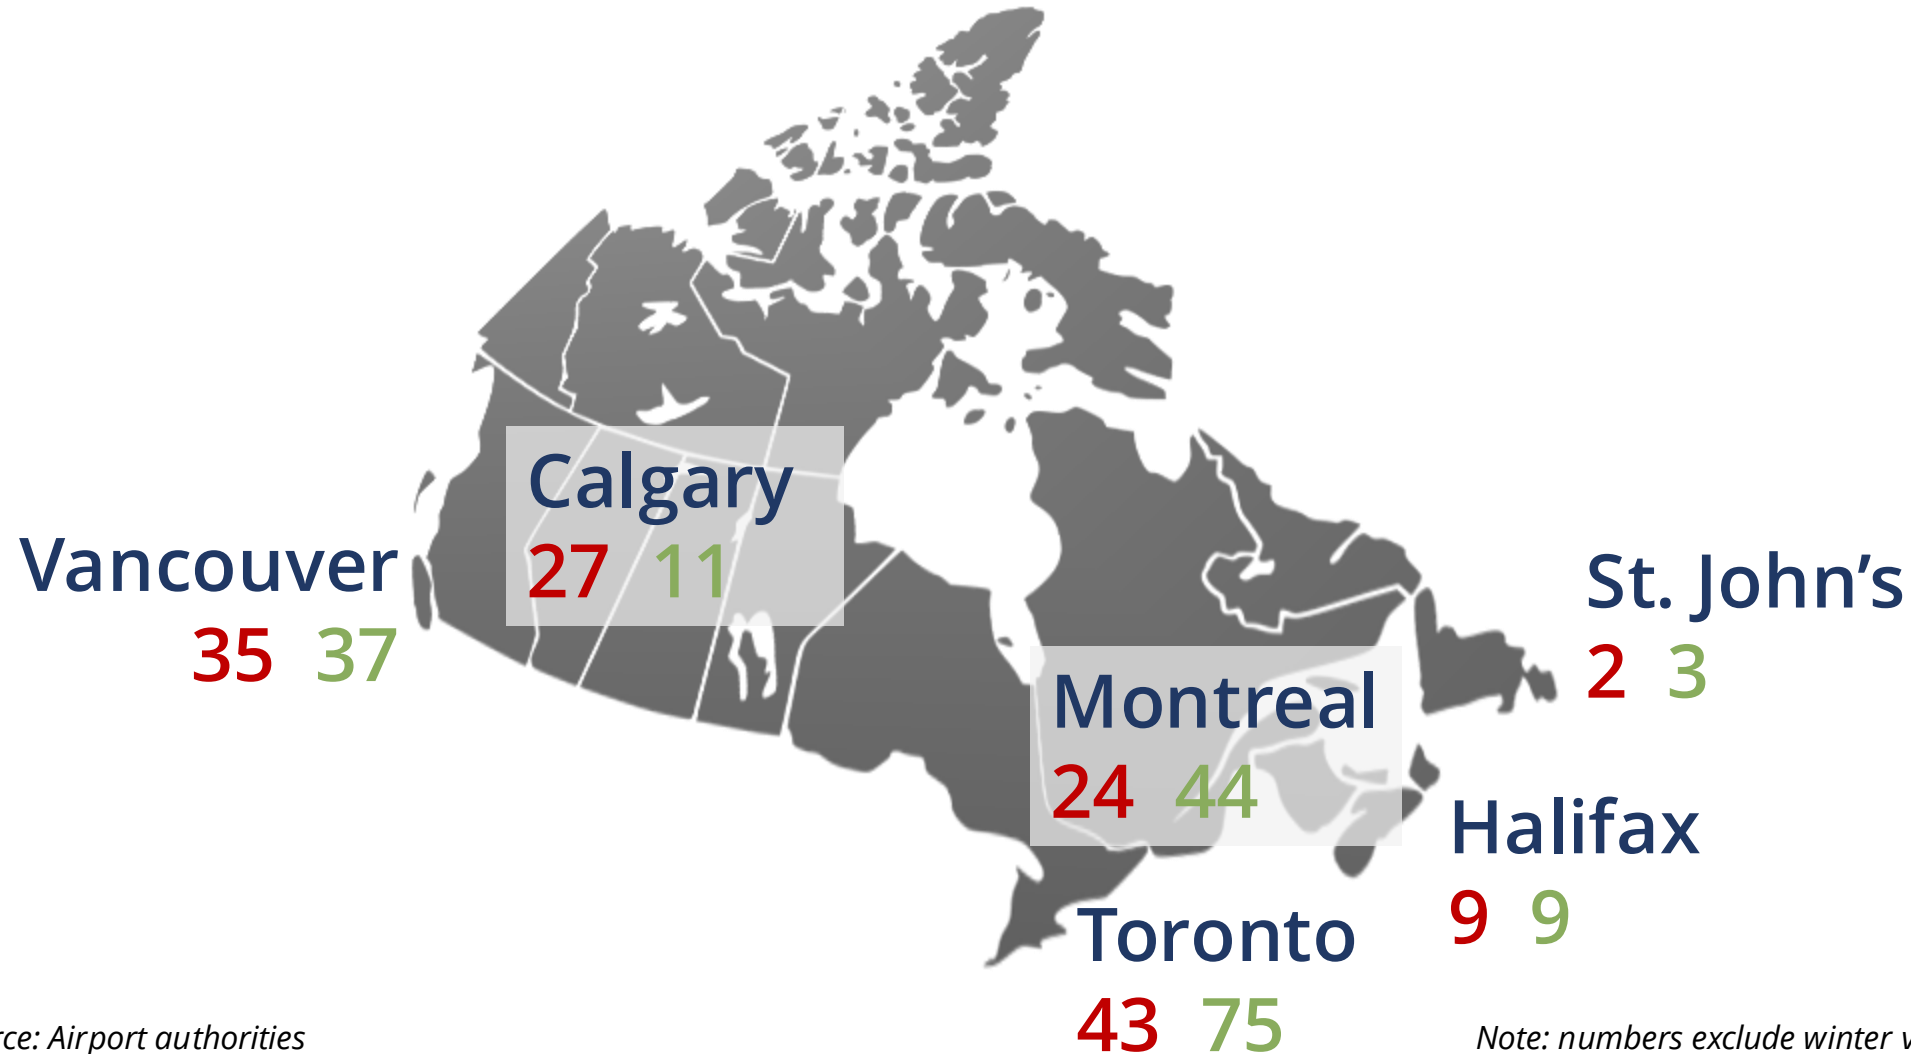 Calgary
27 11
Vancouver
35 37
St. John’s
2 3
Montreal
24 44
Halifax
9 9
Toronto
43 75
Airport authorities
Note: numbers exclude winter